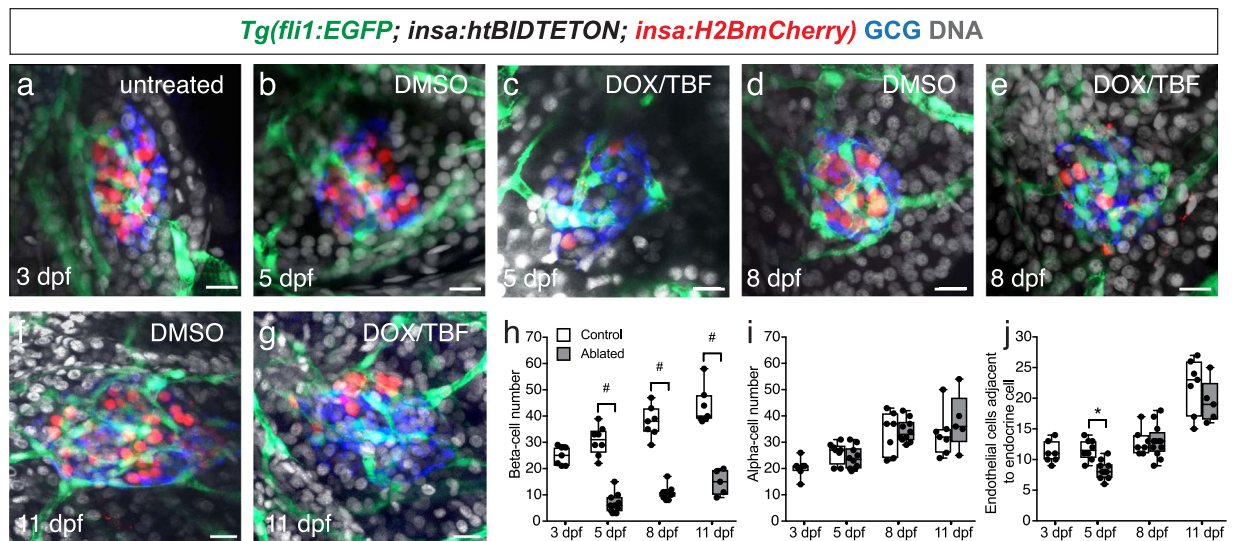 Tg(fli1:EGFP; insa:htBIDTETON; insa:H2BmCherry) GCG DNA
a untreated 3 dpf
b DMSO 5 dpf
c DOX/TBF 5 dpf
d DMSO 8 dpf
e DOX/TBF 8 dpf
f DMSO 11 dpf
g DOX/TBF 11 dpf
h
Control
Ablated
Beta-cell number
70
60
50
40
30
20
10
0
# # #
3 dpf 5 dpf 8 dpf 11 dpf
i
Alpha-cell number
70
60
50
40
30
20
10
0
3 dpf 5 dpf 8 dpf 11 dpf
j
Endothelial cells adjacent
to endocrine cell
30
25
20
15
10
5
0
*
3 dpf 5 dpf 8 dpf 11 dpf